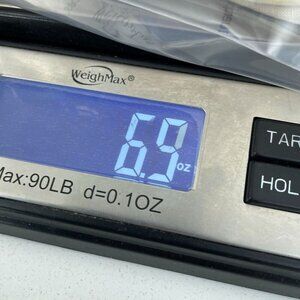 WeighMax®
6.9 oz
TAR
HOL
Max:90LB d=0.1OZ